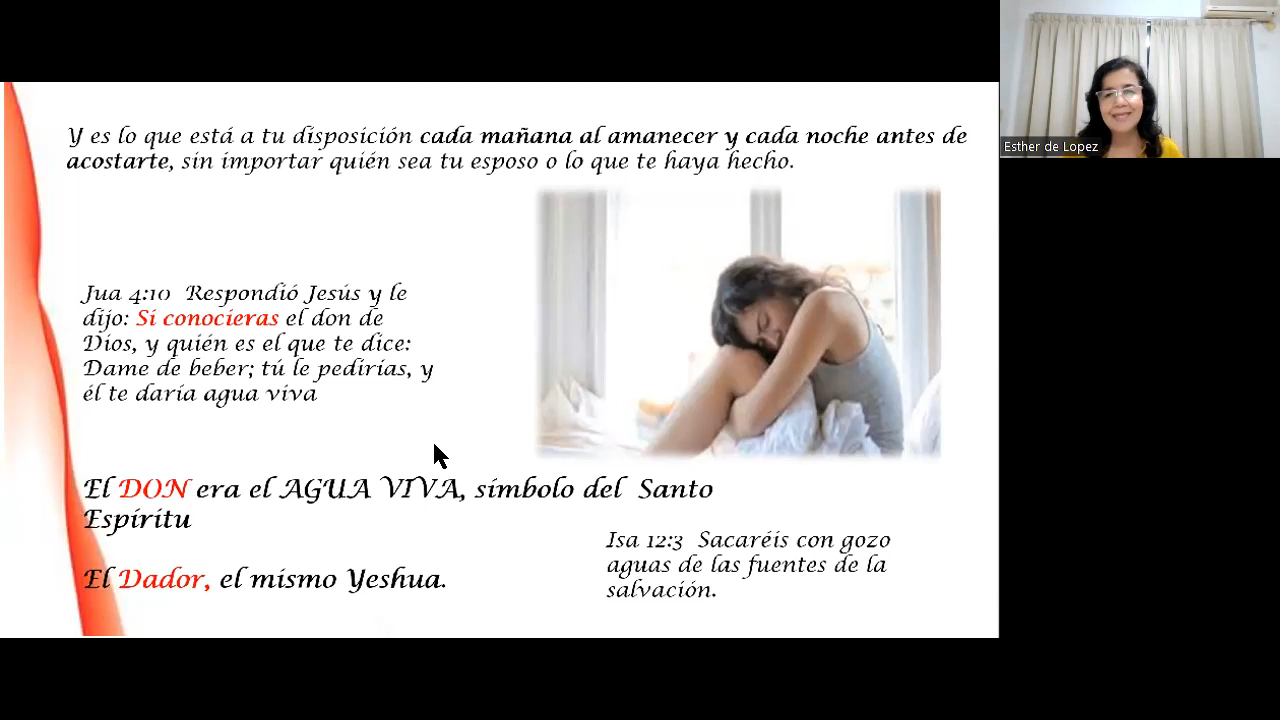 Y es lo que está a tu disposición cada mañana al amanecer y cada noche antes de
acostarte, sin importar quién sea tu esposo o lo que te haya hecho.
Esther de Lopez
Jua 4:10 Respondió Jesús y le
dijo: Si conocieras el don de
Dios, y quién es el que te dice:
Dame de beber; tú le pedirías, y
él te daría agua viva
El DON era el AGUA VIVA, símbolo del Santo
Espíritu
El Dador, el mismo Yeshua.
Isa 12:3 Sacaréis con gozo
aguas de las fuentes de la
salvación.